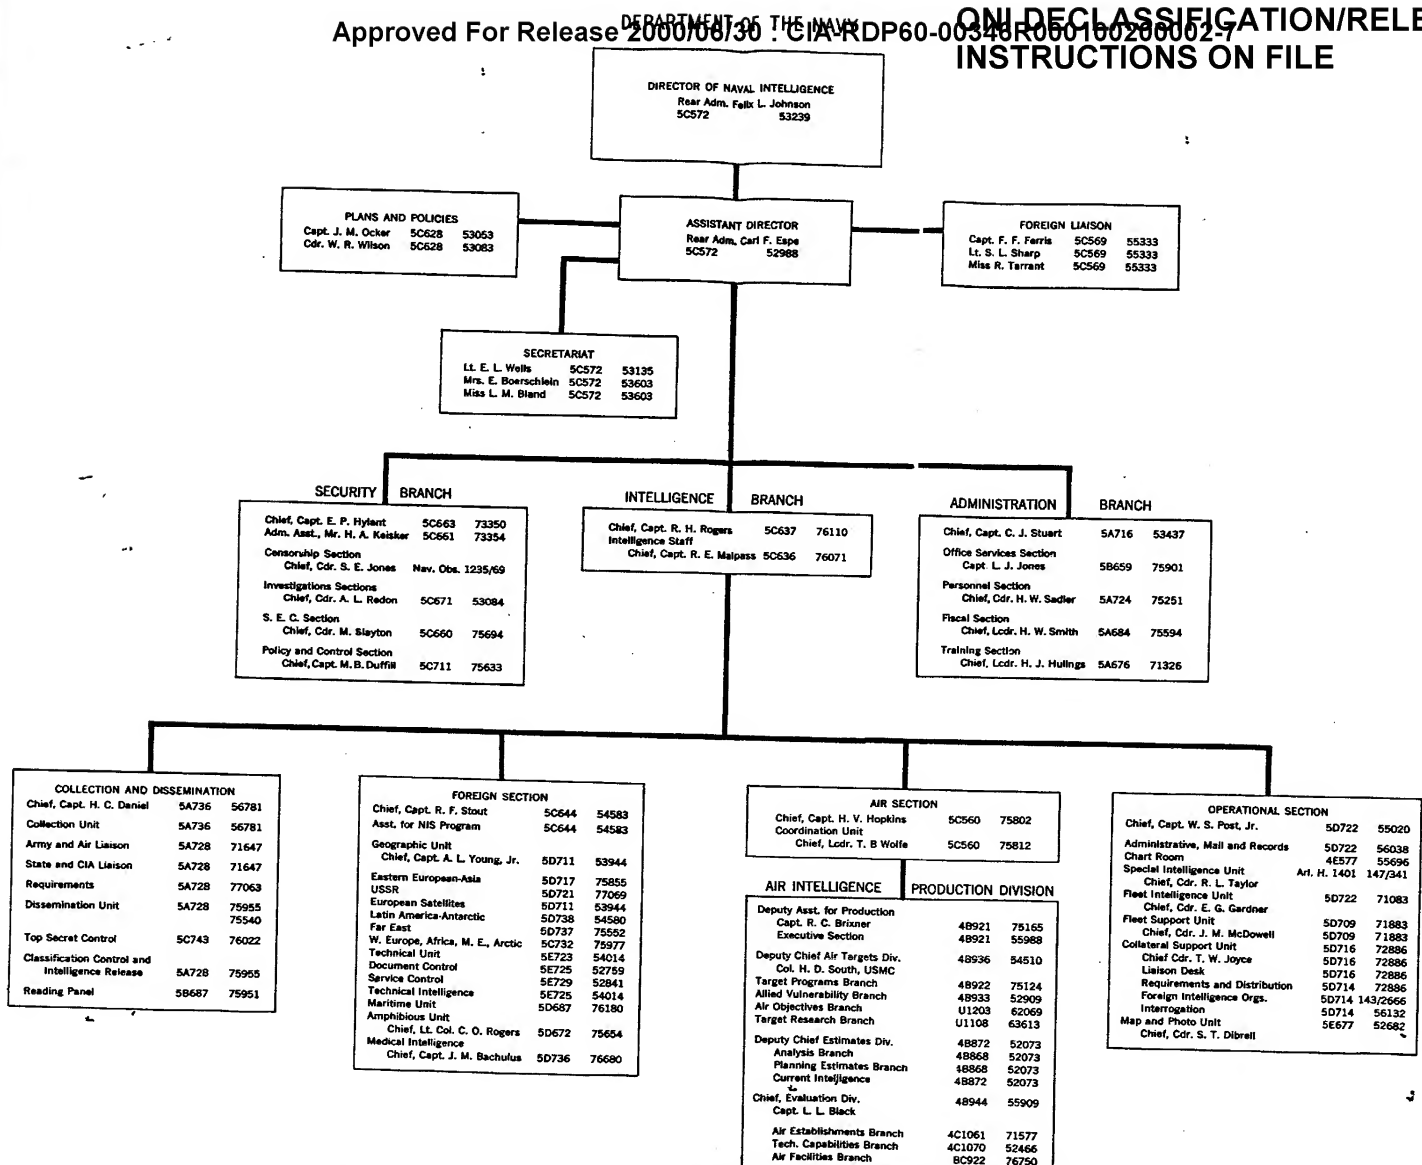 DEPARTMENT OF THE NAVY
Approved For Release 2000/08/30 : CIA-RDP60-00346R000100200002-7
ONI DECLASSIFICATION/RELE
INSTRUCTIONS ON FILE
DIRECTOR OF NAVAL INTELLIGENCE
Rear Adm. Felix L. Johnson
5C572 53239
PLANS AND POLICIES
Capt. J. M. Ocker 5C628 53053
Cdr. W. R. Wilson 5C628 53083
ASSISTANT DIRECTOR
Rear Adm. Carl F. Espe
5C572 52988
FOREIGN LIAISON
Capt. F. F. Ferris 5C569 55333
Lt. S. L. Sharp 5C569 55333
Miss R. Tarrant 5C569 55333
SECRETARIAT
Lt. E. L. Wells 5C572 53135
Mrs. E. Boerschlein 5C572 53603
Miss L. M. Bland 5C572 53603
SECURITY BRANCH
Chief, Capt. E. P. Hylant 5C663 73350
Adm. Asst., Mr. H. A. Keisker 5C661 73354
Censorship Section
Chief, Cdr. S. E. Jones Nav. Obs. 1235/69
Investigations Sections
Chief, Cdr. A. L. Redon 5C671 53084
S. E. C. Section
Chief, Cdr. M. Slayton 5C660 75694
Policy and Control Section
Chief, Capt. M. B. Duffill 5C711 75633
INTELLIGENCE BRANCH
Chief, Capt. R. H. Rogers 5C637 76110
Intelligence Staff
Chief, Capt. R. E. Malpass 5C636 76071
ADMINISTRATION BRANCH
Chief, Capt. C. J. Stuart 5A716 53437
Office Services Section
Capt. L. J. Jones 5B659 75901
Personnel Section
Chief, Cdr. H. W. Sadler 5A724 75251
Fiscal Section
Chief, Lcdr. H. W. Smith 5A684 75594
Training Section
Chief, Lcdr. H. J. Hulings 5A676 71326
COLLECTION AND DISSEMINATION
Chief, Capt. H. C. Daniel 5A736 56781
Collection Unit 5A736 56781
Army and Air Liaison 5A728 71647
State and CIA Liaison 5A728 71647
Requirements 5A728 77063
Dissemination Unit 5A728 75955
75540
Top Secret Control 5C743 76022
Classification Control and
Intelligence Release 5A728 75955
Reading Panel 5B687 75951
FOREIGN SECTION
Chief, Capt. R. F. Stout 5C644 54583
Asst. for NIS Program 5C644 54583
Geographic Unit
Chief, Capt. A. L. Young, Jr. 5D711 53944
Eastern European-Asia 5D717 75855
USSR 5D721 77069
European Satellites 5D711 53944
Latin America-Antarctic 5D738 54580
Far East 5D737 75552
W. Europe, Africa, M. E., Arctic 5C732 75977
Technical Unit 5E723 54014
Document Control 5E725 52759
Service Control 5E729 52841
Technical Intelligence 5E725 54014
Maritime Unit 5D687 76180
Amphibious Unit
Chief, Lt. Col. C. O. Rogers 5D672 75654
Medical Intelligence
Chief, Capt. J. M. Bachulus 5D736 76680
AIR SECTION
Chief, Capt. H. V. Hopkins 5C560 75802
Coordination Unit
Chief, Lcdr. T. B Wolfe 5C560 75812
AIR INTELLIGENCE PRODUCTION DIVISION
Deputy Asst. for Production
Capt. R. C. Brixner 4B921 75165
Executive Section 4B921 55988
Deputy Chief Air Targets Div. 4B936 54510
Col. H. D. South, USMC
Target Programs Branch 4B922 75124
Allied Vulnerability Branch 4B933 52909
Air Objectives Branch U1203 62069
Target Research Branch U1108 63613
Deputy Chief Estimates Div. 4B872 52073
Analysis Branch 4B868 52073
Planning Estimates Branch 4B868 52073
Current Intelligence 4B872 52073
Chief, Evaluation Div. 4B944 55909
Capt. L. L. Black
Air Establishments Branch 4C1061 71577
Tech. Capabilities Branch 4C1070 52466
Air Facilities Branch BC922 76750
OPERATIONAL SECTION
Chief, Capt. W. S. Post, Jr. 5D722 55020
Administrative, Mail and Records 5D722 56038
Chart Room 4E577 55696
Special Intelligence Unit Arl. H. 1401 147/341
Chief, Cdr. R. L. Taylor
Fleet Intelligence Unit 5D722 71083
Chief, Cdr. E. G. Gardner
Fleet Support Unit 5D709 71883
Chief, Cdr. J. M. McDowell 5D709 71883
Collateral Support Unit 5D716 72886
Chief Cdr. T. W. Joyce 5D716 72886
Liaison Desk 5D716 72886
Requirements and Distribution 5D714 72886
Foreign Intelligence Orgs. 5D714 143/2666
Interrogation 5D714 56132
Map and Photo Unit 5E677 52682
Chief, Cdr. S. T. Dibrell